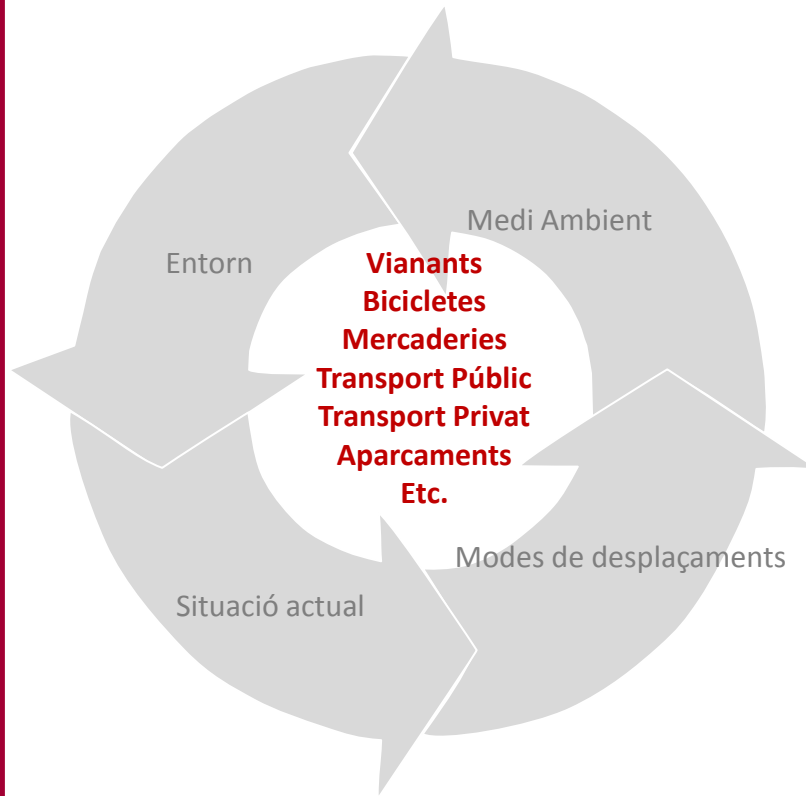 Medi Ambient
Entorn
Vianants
Bicicletes
Mercaderies
Transport Públic
Transport Privat
Aparcaments
Etc.
Modes de desplaçaments
Situació actual